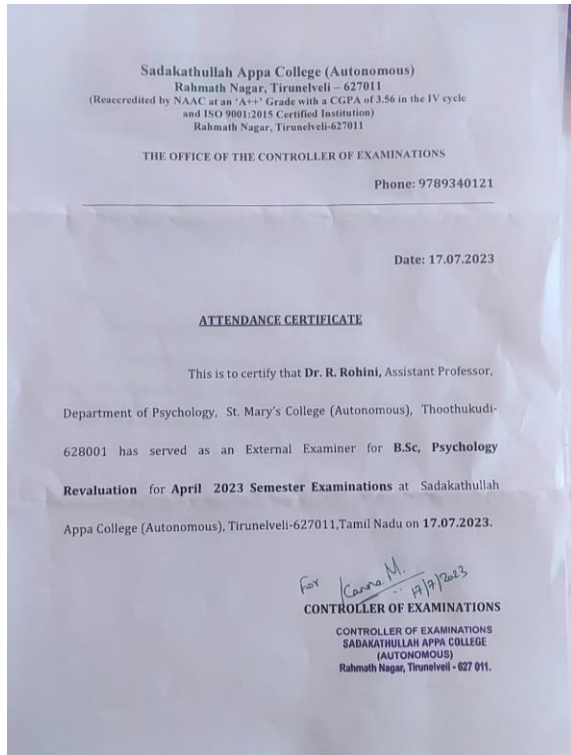 Sadakathullah Appa College (Autonomous)
Rahmath Nagar, Tirunelveli – 627011
(Reaccredited by NAAC at an 'A++' Grade with a CGPA of 3.56 in the IV cycle
and ISO 9001:2015 Certified Institution)
Rahmath Nagar, Tirunelveli-627011
THE OFFICE OF THE CONTROLLER OF EXAMINATIONS
Phone: 9789340121
Date: 17.07.2023
ATTENDANCE CERTIFICATE
This is to certify that Dr. R. Rohini, Assistant Professor,
Department of Psychology, St. Mary's College (Autonomous), Thoothukudi-
628001 has served as an External Examiner for B.Sc, Psychology
Revaluation for April 2023 Semester Examinations at Sadakathullah
Appa College (Autonomous), Tirunelveli-627011,Tamil Nadu on 17.07.2023.
For
17/7/2023
CONTROLLER OF EXAMINATIONS
CONTROLLER OF EXAMINATIONS
SADAKATHULLAH APPA COLLEGE
(AUTONOMOUS)
Rahmath Nagar, Tirunelveli - 627 011.